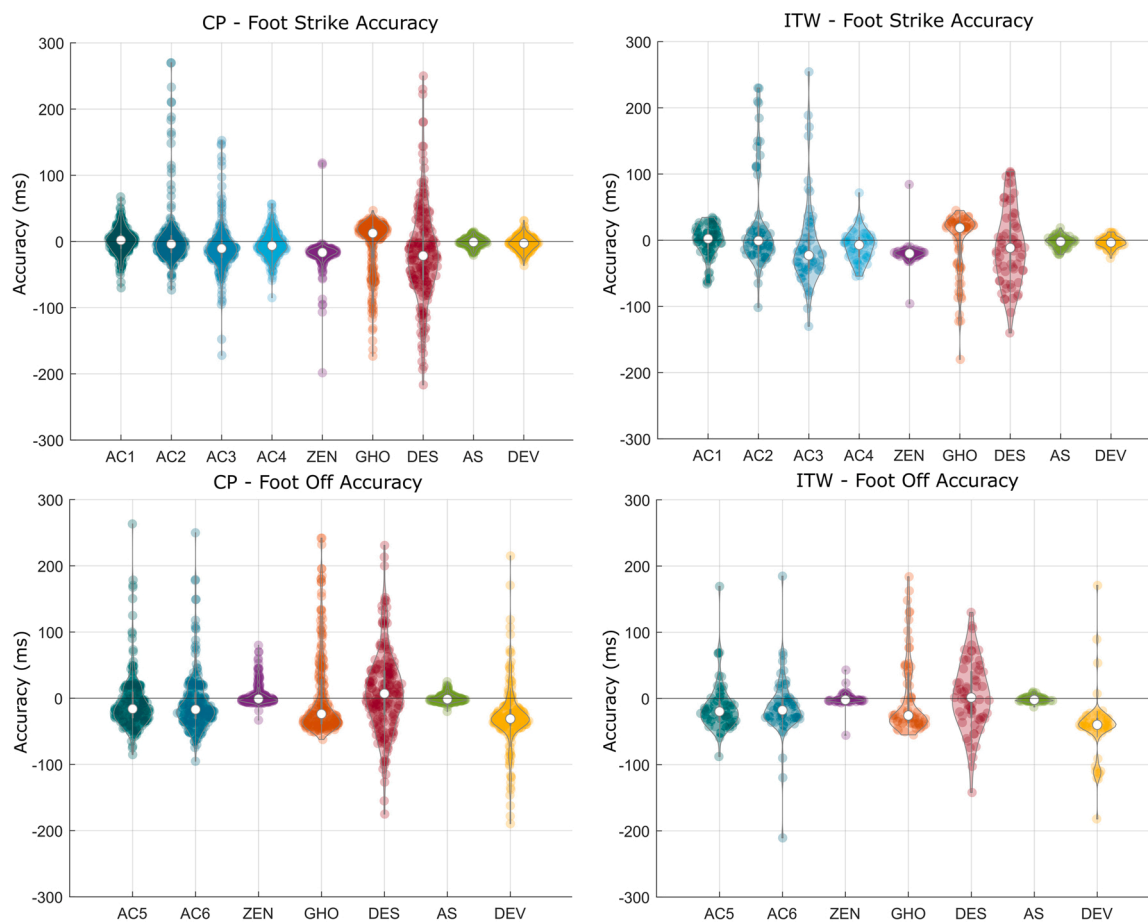 CP - Foot Strike Accuracy
Accuracy (ms)
300
200
100
0
-100
-200
-300
AC1 AC2 AC3 AC4 ZEN GHO DES AS DEV
ITW - Foot Strike Accuracy
Accuracy (ms)
300
200
100
0
-100
-200
-300
AC1 AC2 AC3 AC4 ZEN GHO DES AS DEV
CP - Foot Off Accuracy
Accuracy (ms)
300
200
100
0
-100
-200
-300
AC5 AC6 ZEN GHO DES AS DEV
ITW - Foot Off Accuracy
Accuracy (ms)
300
200
100
0
-100
-200
-300
AC5 AC6 ZEN GHO DES AS DEV